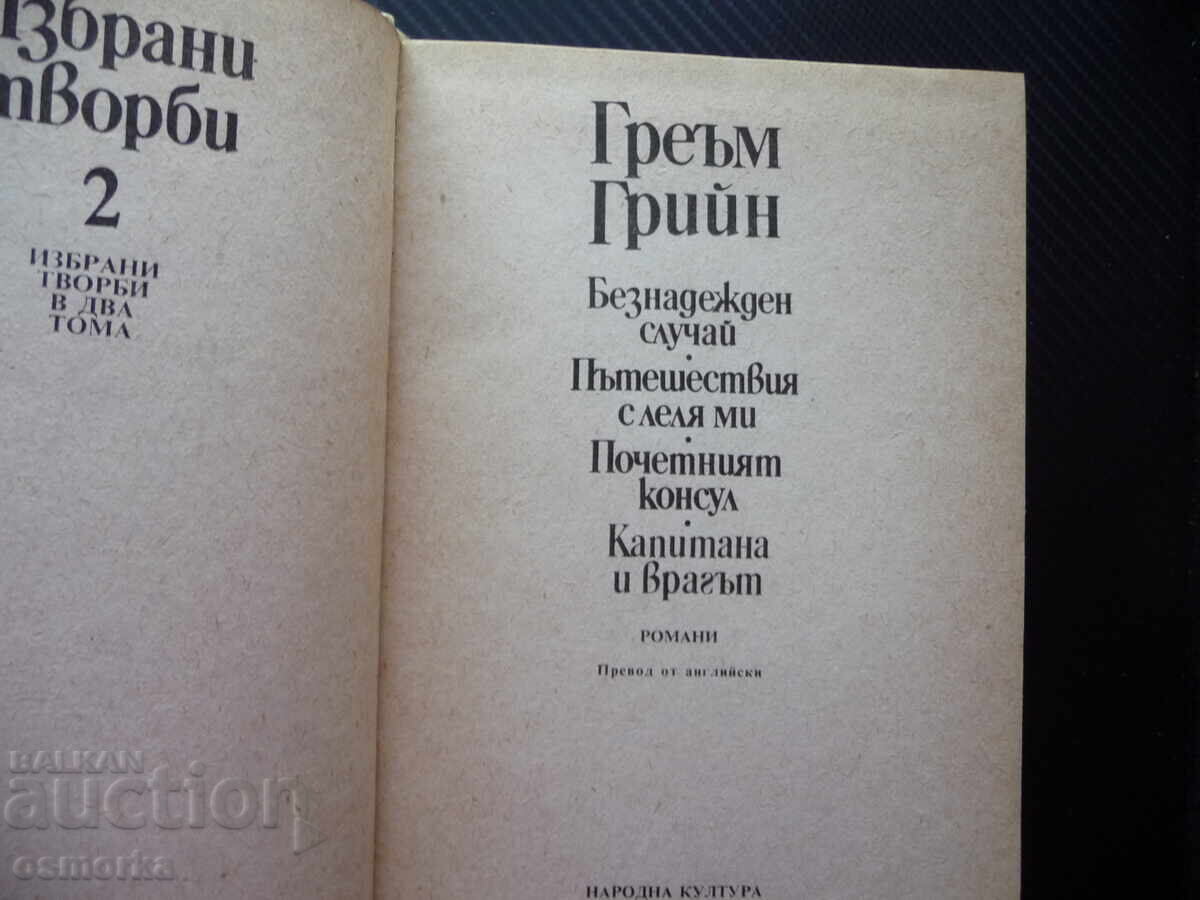 Избрани
творби
2
ИЗБРАНИ
ТВОРБИ
В ДВА
ТОМА
Греъм
Грийн
Безнадежден
случай
Пътешествия
с леля ми
Почетният
консул
Капитана
и врагът
РОМАНИ
Превод от английски
НАРОДНА КУЛТУРА
BALKAN
auction
osmorka